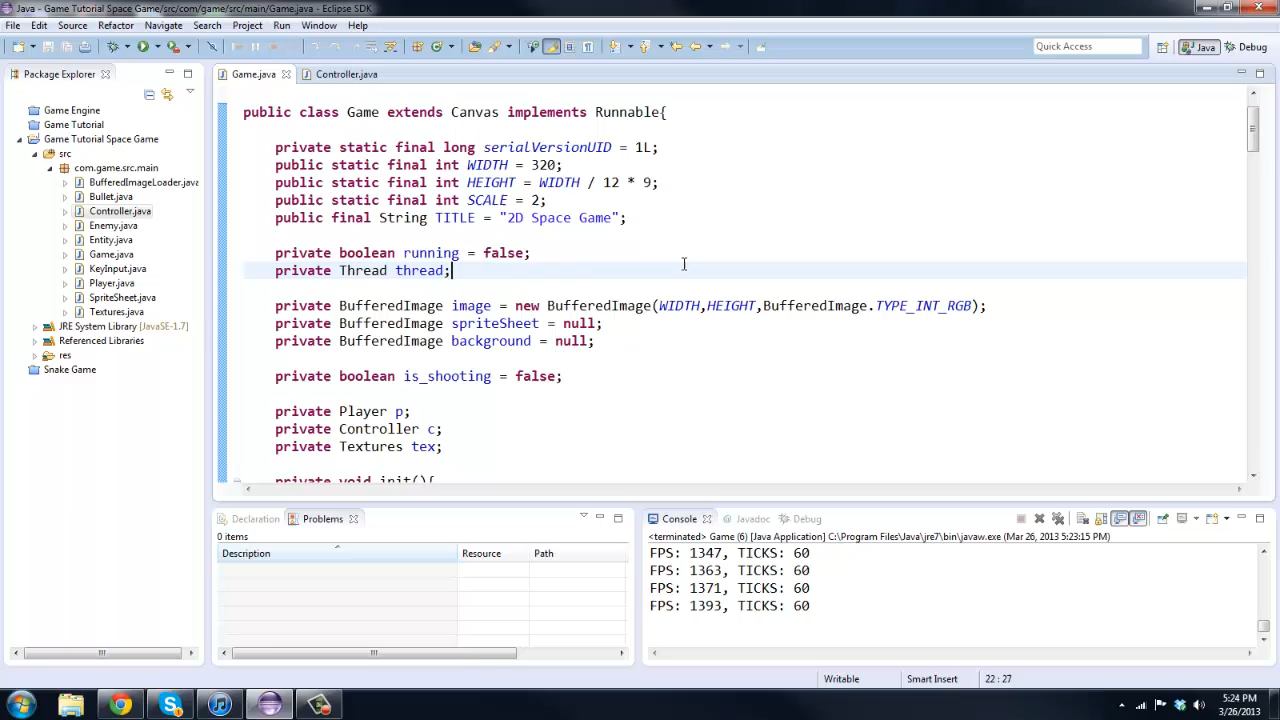 Java - Game Tutorial Space Game/src/com/game/src/main/Game.java - Eclipse SDK
File Edit Source Refactor Navigate Search Project Run Window Help
Quick Access
Java
Debug
Package Explorer
Game Engine
Game Tutorial
Game Tutorial Space Game
src
com.game.src.main
BufferedImageLoader.java
Bullet.java
Controller.java
Enemy.java
Entity.java
Game.java
KeyInput.java
Player.java
SpriteSheet.java
Textures.java
JRE System Library [JavaSE-1.7]
Referenced Libraries
res
Snake Game
Game.java
Controller.java
public class Game extends Canvas implements Runnable{
private static final long serialVersionUID = 1L;
public static final int WIDTH = 320;
public static final int HEIGHT = WIDTH / 12 * 9;
public static final int SCALE = 2;
public final String TITLE = "2D Space Game";
private boolean running = false;
private Thread thread;
private BufferedImage image = new BufferedImage(WIDTH,HEIGHT,BufferedImage.TYPE_INT_RGB);
private BufferedImage spriteSheet = null;
private BufferedImage background = null;
private boolean is_shooting = false;
private Player p;
private Controller c;
private Textures tex;
private void init(){
Declaration
Problems
0 items
Description Resource Path
Console
Javadoc
Debug
<terminated> Game (6) [Java Application] C:\Program Files\Java\jre7\bin\javaw.exe (Mar 26, 2013 5:23:15 PM)
FPS: 1347, TICKS: 60
FPS: 1363, TICKS: 60
FPS: 1371, TICKS: 60
FPS: 1393, TICKS: 60
Writable Smart Insert 22 : 27
5:24 PM
3/26/2013